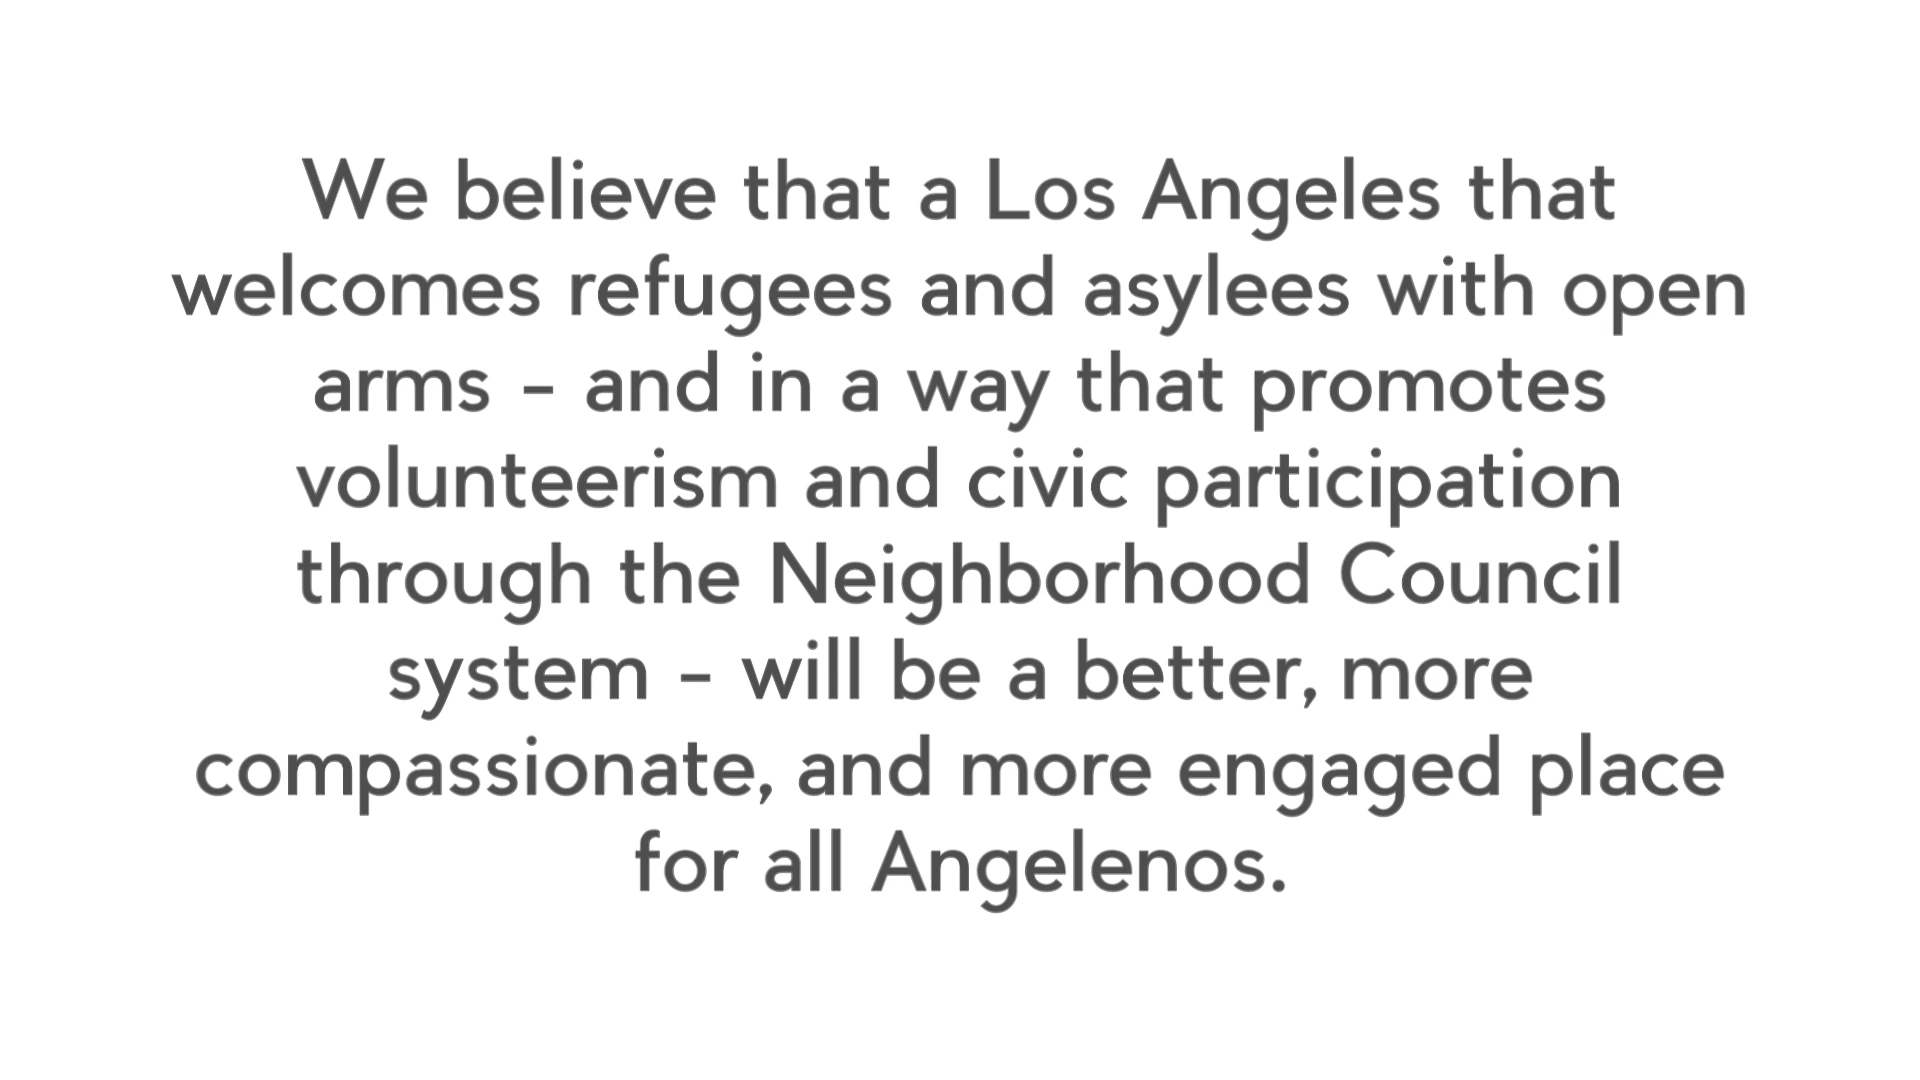 We believe that a Los Angeles that
welcomes refugees and asylees with open
arms - and in a way that promotes
volunteerism and civic participation
through the Neighborhood Council
system - will be a better, more
compassionate, and more engaged place
for all Angelenos.